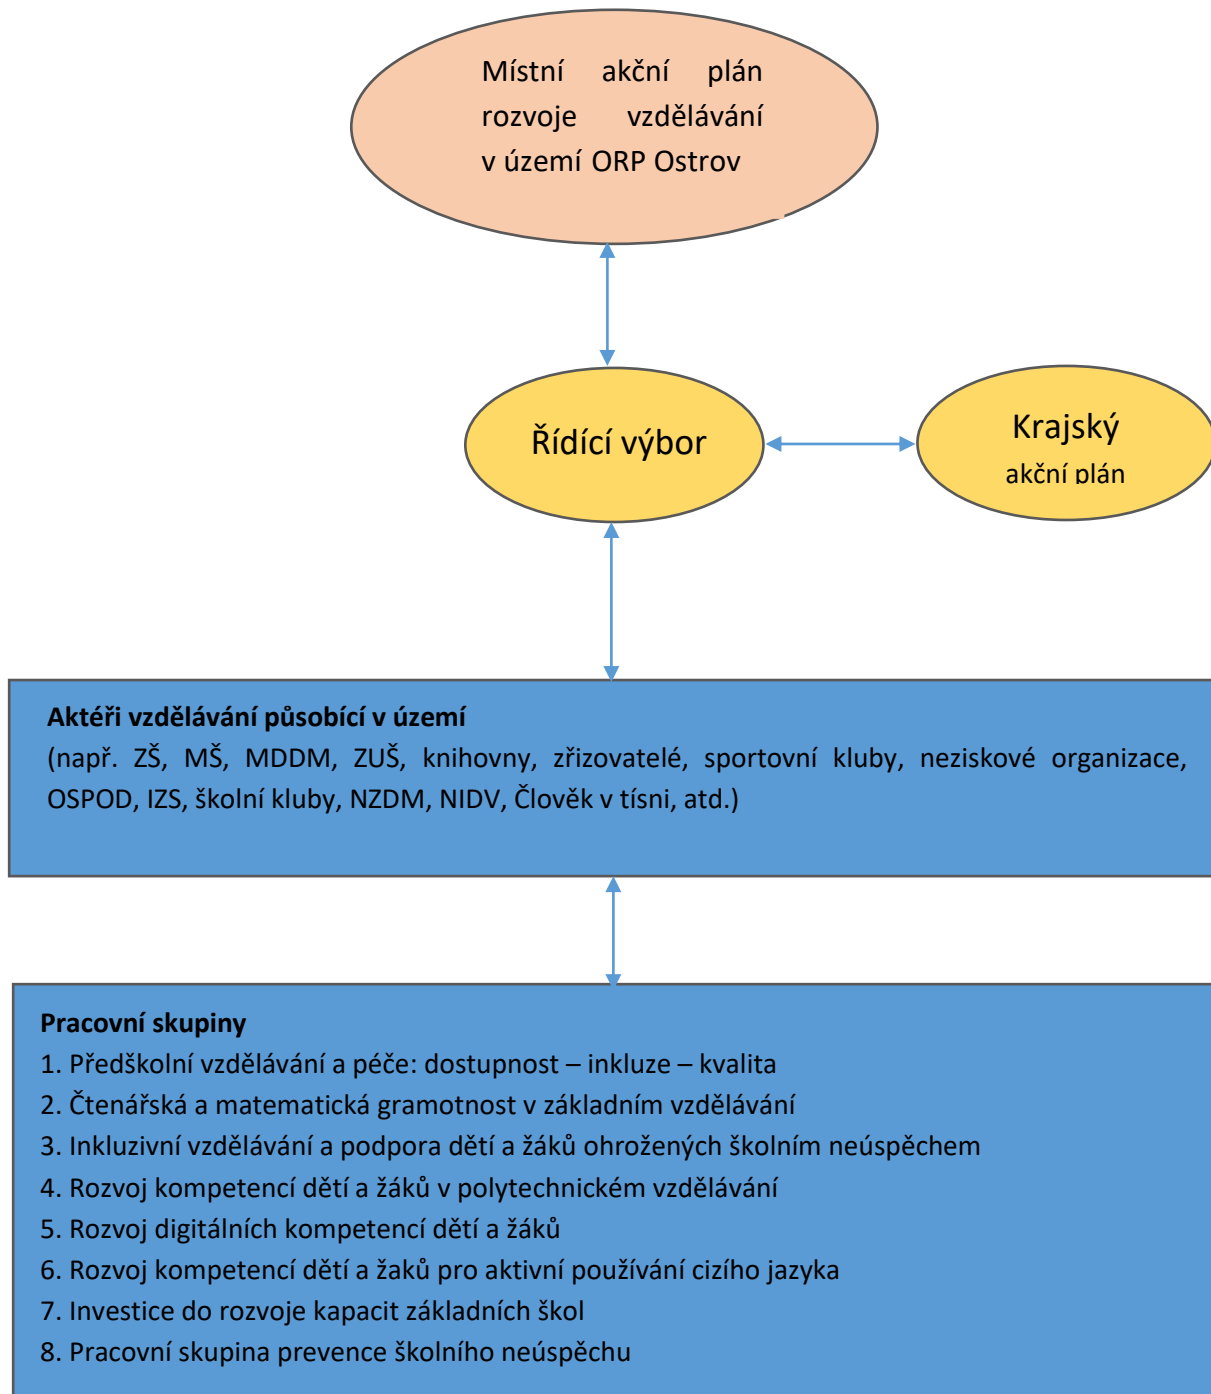 Místní akční plán
rozvoje vzdělávání
v území ORP Ostrov
Řídící výbor
Krajský
akční plán
Aktéři vzdělávání působící v území
(např. ZŠ, MŠ, MDDM, ZUŠ, knihovny, zřizovatelé, sportovní kluby, neziskové organizace,
OSPOD, IZS, školní kluby, NZDM, NIDV, Člověk v tísni, atd.)
Pracovní skupiny
1. Předškolní vzdělávání a péče: dostupnost – inkluze – kvalita
2. Čtenářská a matematická gramotnost v základním vzdělávání
3. Inkluzivní vzdělávání a podpora dětí a žáků ohrožených školním neúspěchem
4. Rozvoj kompetencí dětí a žáků v polytechnickém vzdělávání
5. Rozvoj digitálních kompetencí dětí a žáků
6. Rozvoj kompetencí dětí a žaků pro aktivní používání cizího jazyka
7. Investice do rozvoje kapacit základních škol
8. Pracovní skupina prevence školního neúspěchu